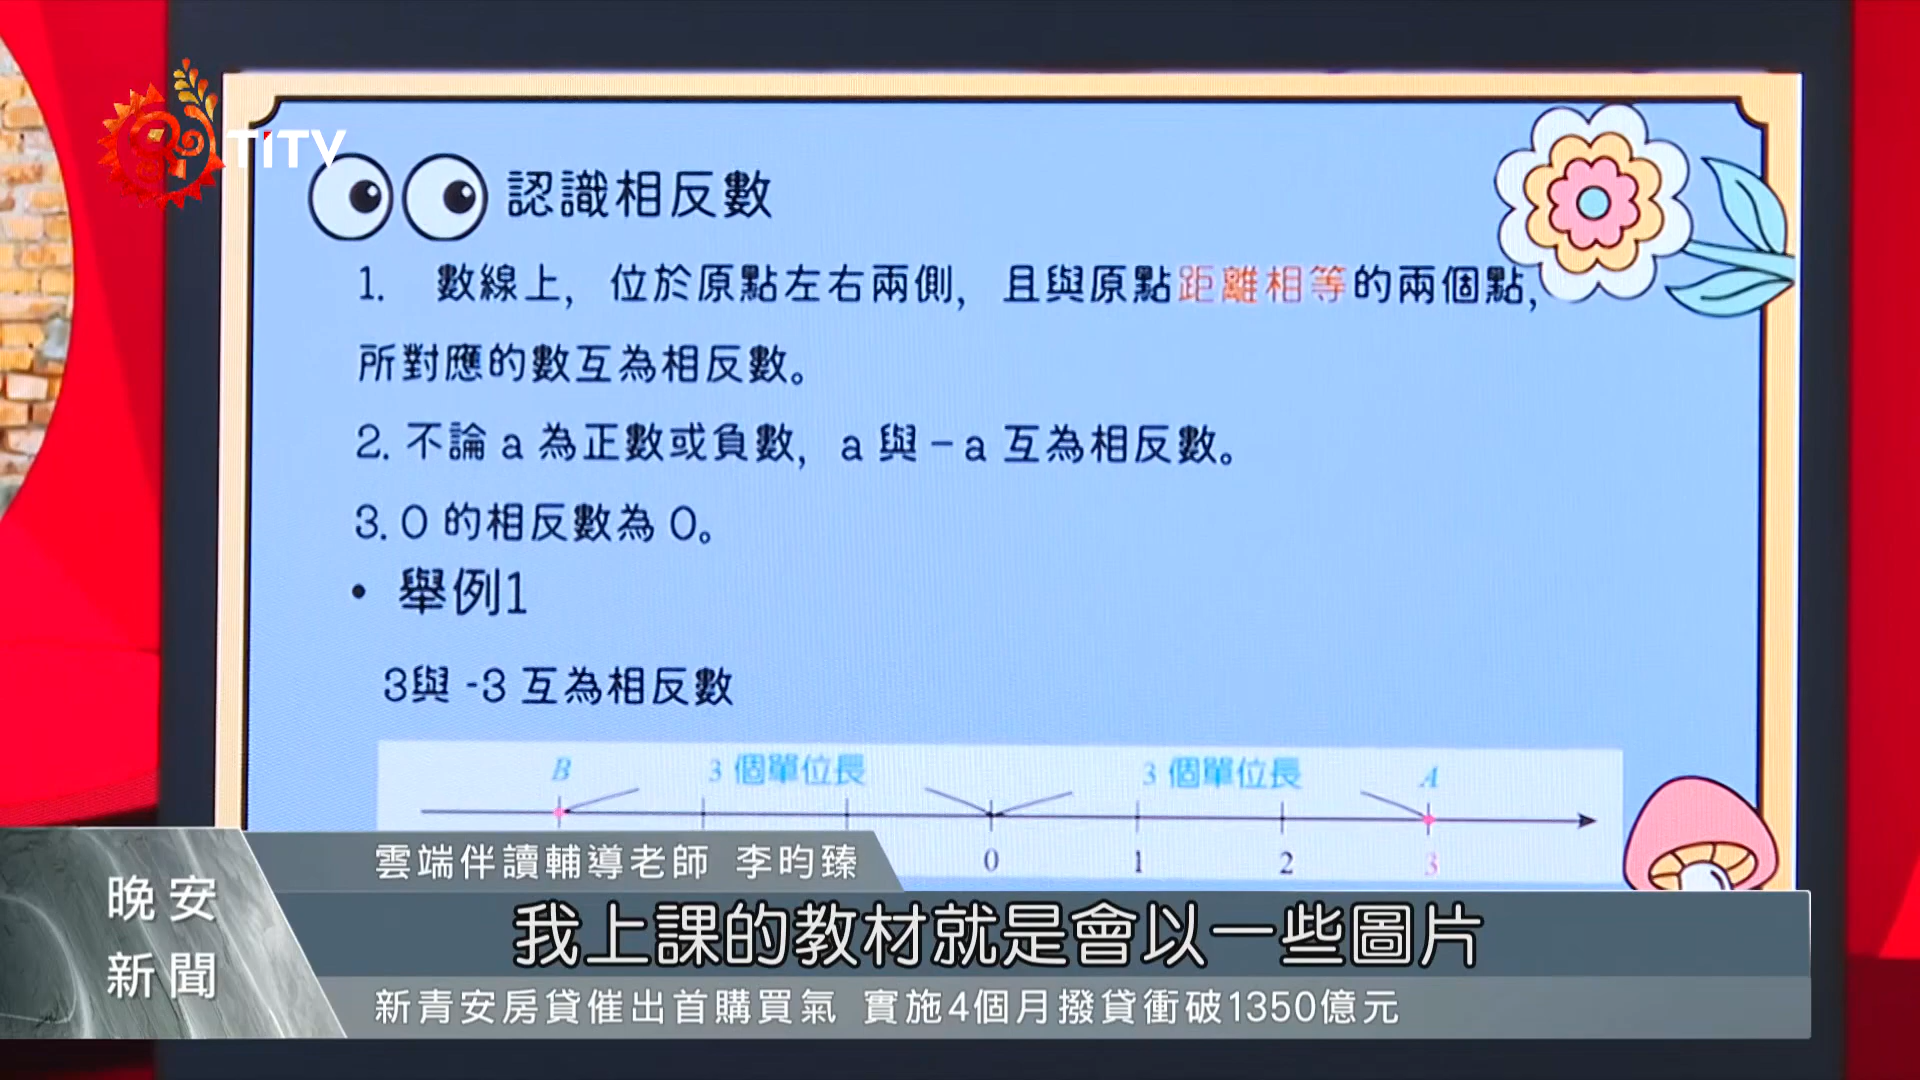 TiTV
認識相反數
1. 數線上，位於原點左右兩側，且與原點距離相等的兩個點，
所對應的數互為相反數。
2. 不論 a 為正數或負數，a 與 – a 互為相反數。
3. 0 的相反數為 0。
• 舉例1
3與 -3 互為相反數
B 3 個單位長 3 個單位長 A
0 1 2 3
雲端伴讀輔導老師 李昀臻
晚安
新聞
我上課的教材就是會以一些圖片
新青安房貸催出首購買氣 實施4個月撥貸衝破1350億元